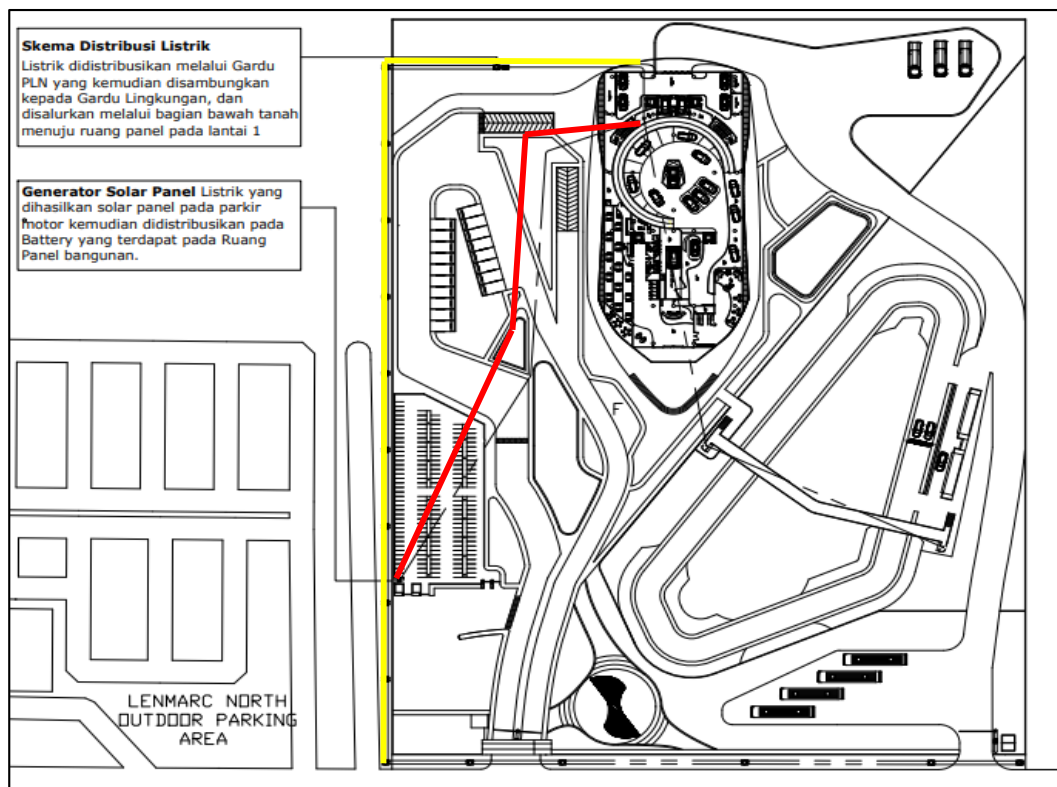 Skema Distribusi Listrik
Listrik didistribusikan melalui Gardu
PLN yang kemudian disambungkan
kepada Gardu Lingkungan, dan
disalurkan melalui bagian bawah tanah
menuju ruang panel pada lantai 1
Generator Solar Panel Listrik yang
dihasilkan solar panel pada parkir
motor kemudian didistribusikan pada
Battery yang terdapat pada Ruang
Panel bangunan.
F
LENMARC NORTH
OUTDOOR PARKING
AREA